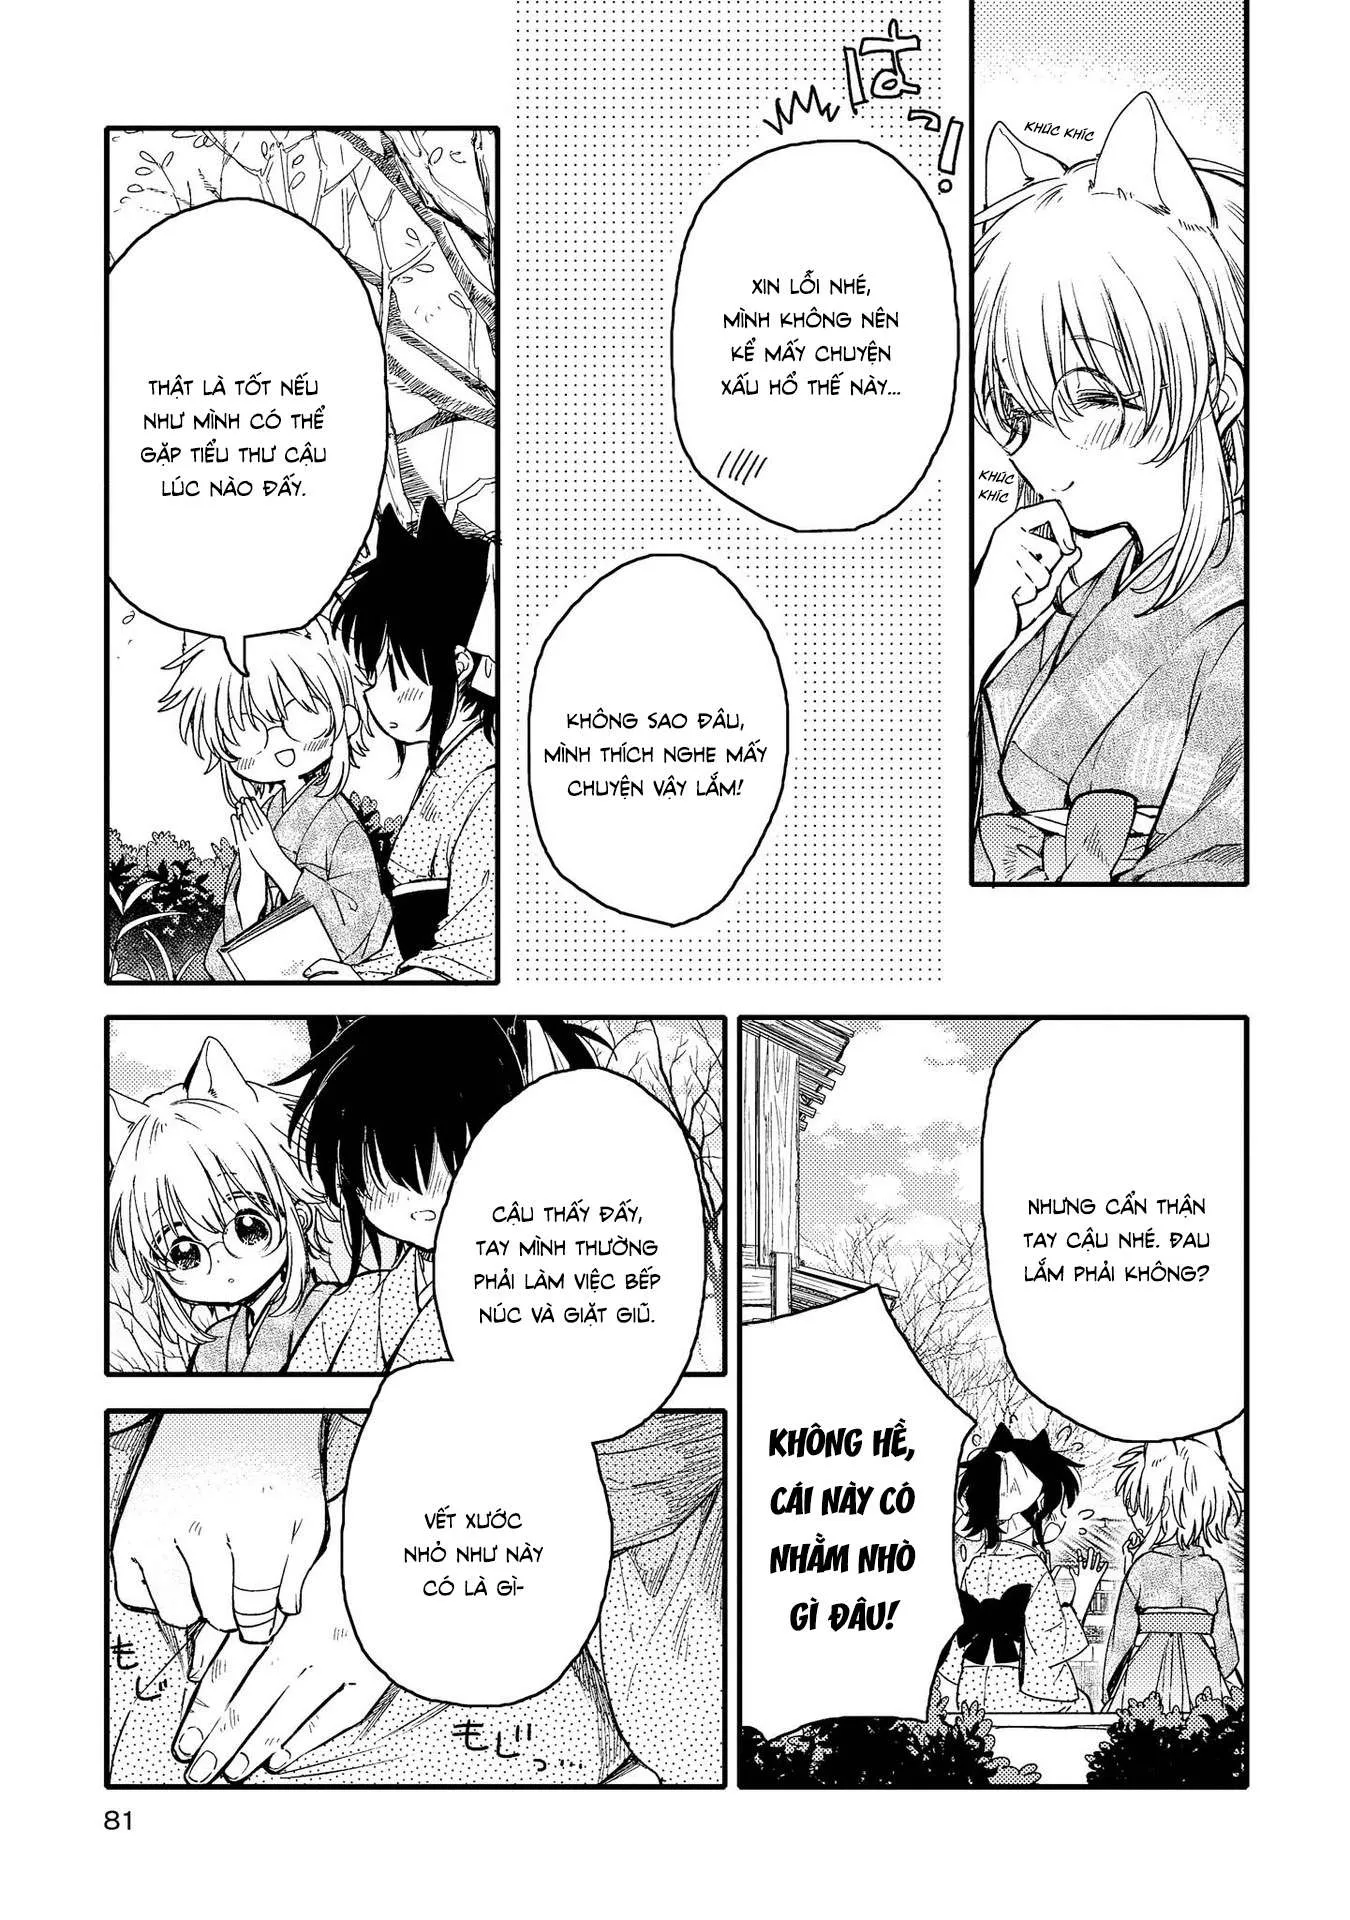 KHÚC KHÍC
KHÚC
KHÍC
はっ!
XIN LỖI NHÉ,
MÌNH KHÔNG NÊN
KỂ MẤY CHUYỆN
XẤU HỔ THẾ NÀY...
KHÔNG SAO ĐÂU,
MÌNH THÍCH NGHE MẤY
CHUYỆN VẬY LẮM!
THẬT LÀ TỐT NẾU
NHƯ MÌNH CÓ THỂ
GẶP TIỂU THƯ CẬU
LÚC NÀO ĐẤY.
NHƯNG CẨN THẬN
TAY CẬU NHÉ. ĐAU
LẮM PHẢI KHÔNG?
KHÔNG HỀ,
CÁI NÀY CÓ
NHẰM NHÒ
GÌ ĐÂU!
CẬU THẤY ĐẤY,
TAY MÌNH THƯỜNG
PHẢI LÀM VIỆC BẾP
NÚC VÀ GIẶT GIŨ.
VẾT XƯỚC
NHỎ NHƯ NÀY
CÓ LÀ GÌ-
もじっ...
もじ
81